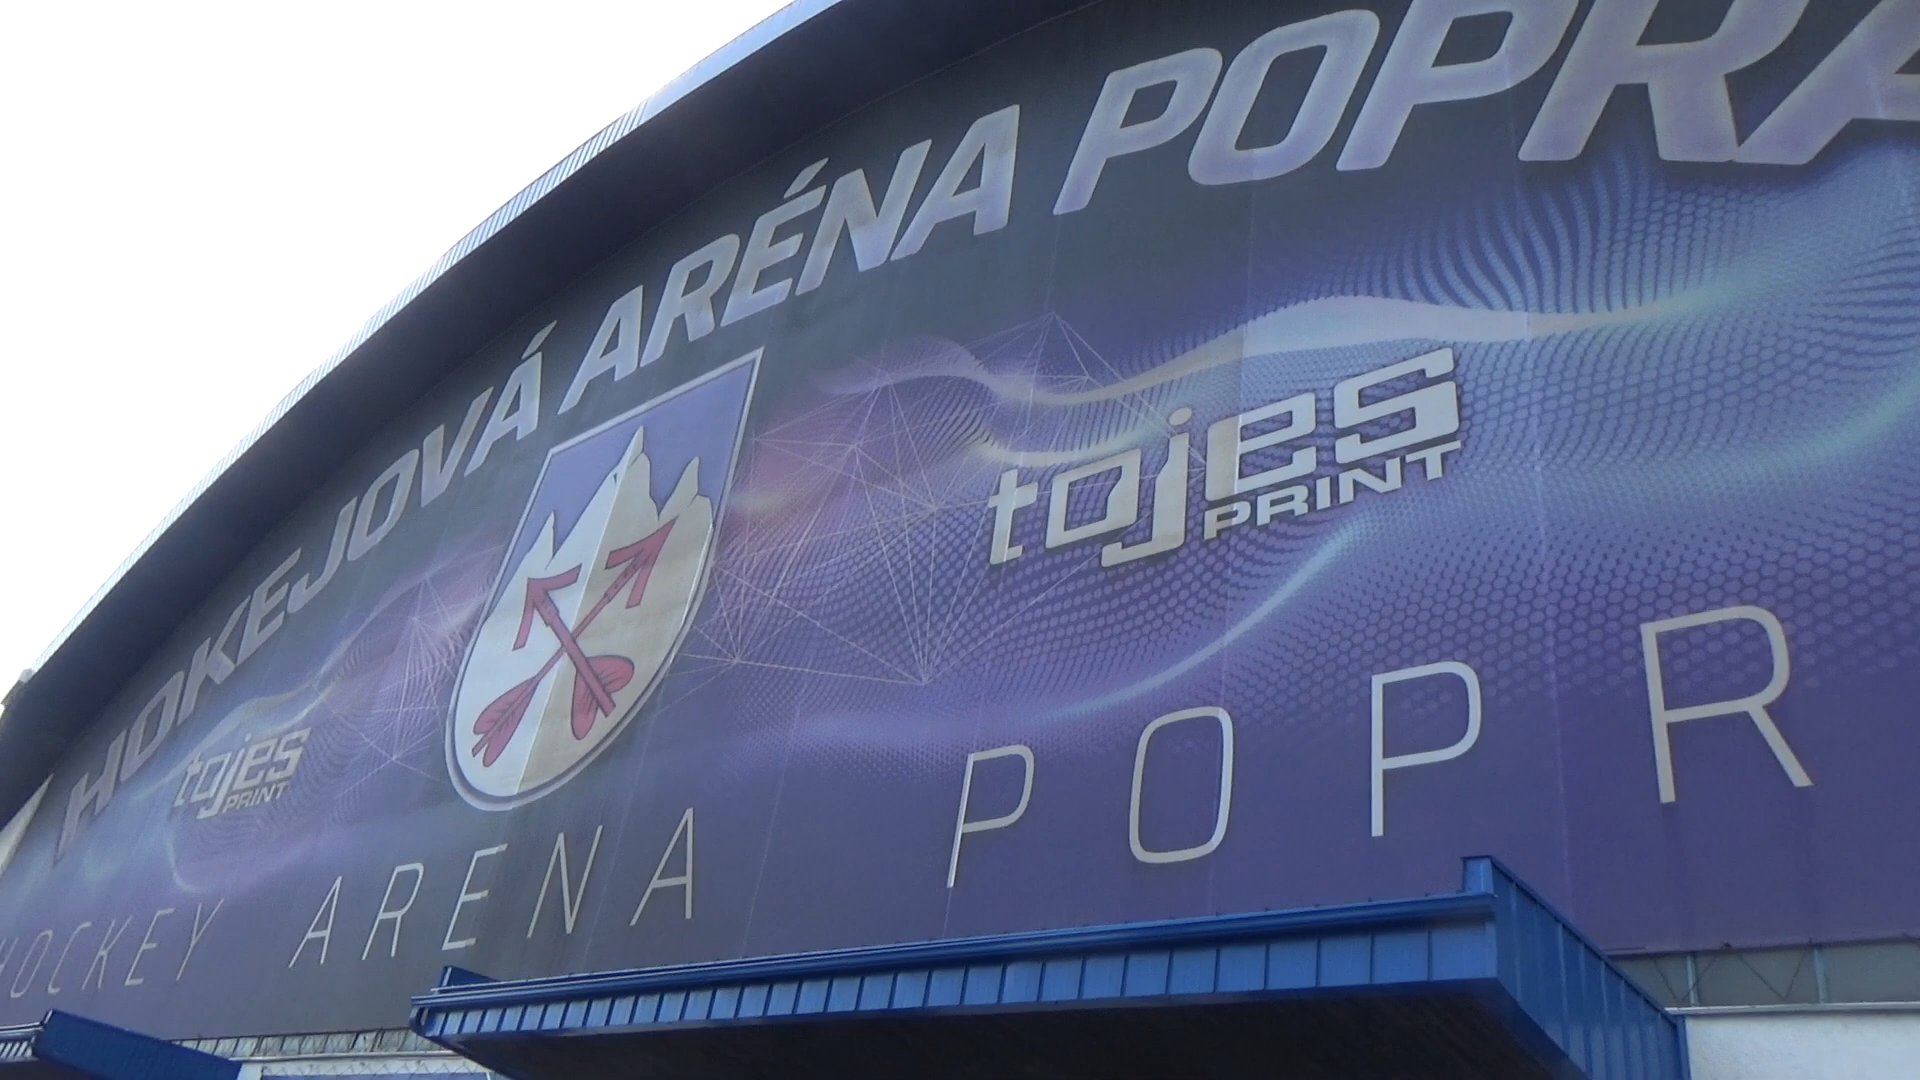 HOKEJOVÁ ARÉNA POPRA
tojes
PRINT
tojes
PRINT
HOCKEY ARENA POPR